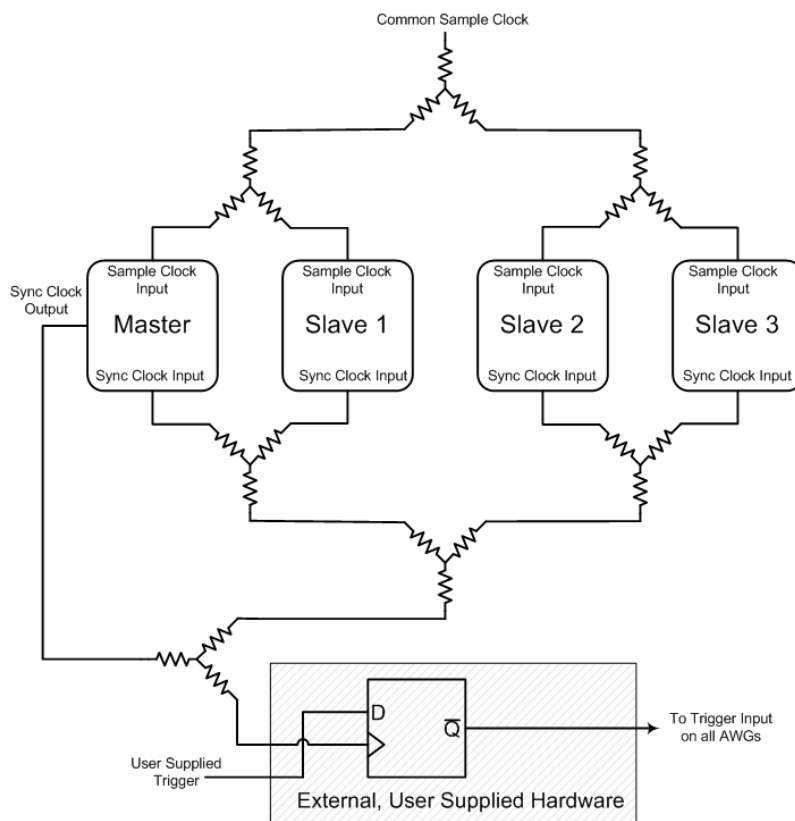 Common Sample Clock
Sample Clock
Input
Sample Clock
Input
Sample Clock
Input
Sample Clock
Input
Sync Clock
Output
Master
Slave 1
Slave 2
Slave 3
Sync Clock Input
Sync Clock Input
Sync Clock Input
Sync Clock Input
D
Q̅
To Trigger Input
on all AWGs
User Supplied
Trigger
External, User Supplied Hardware